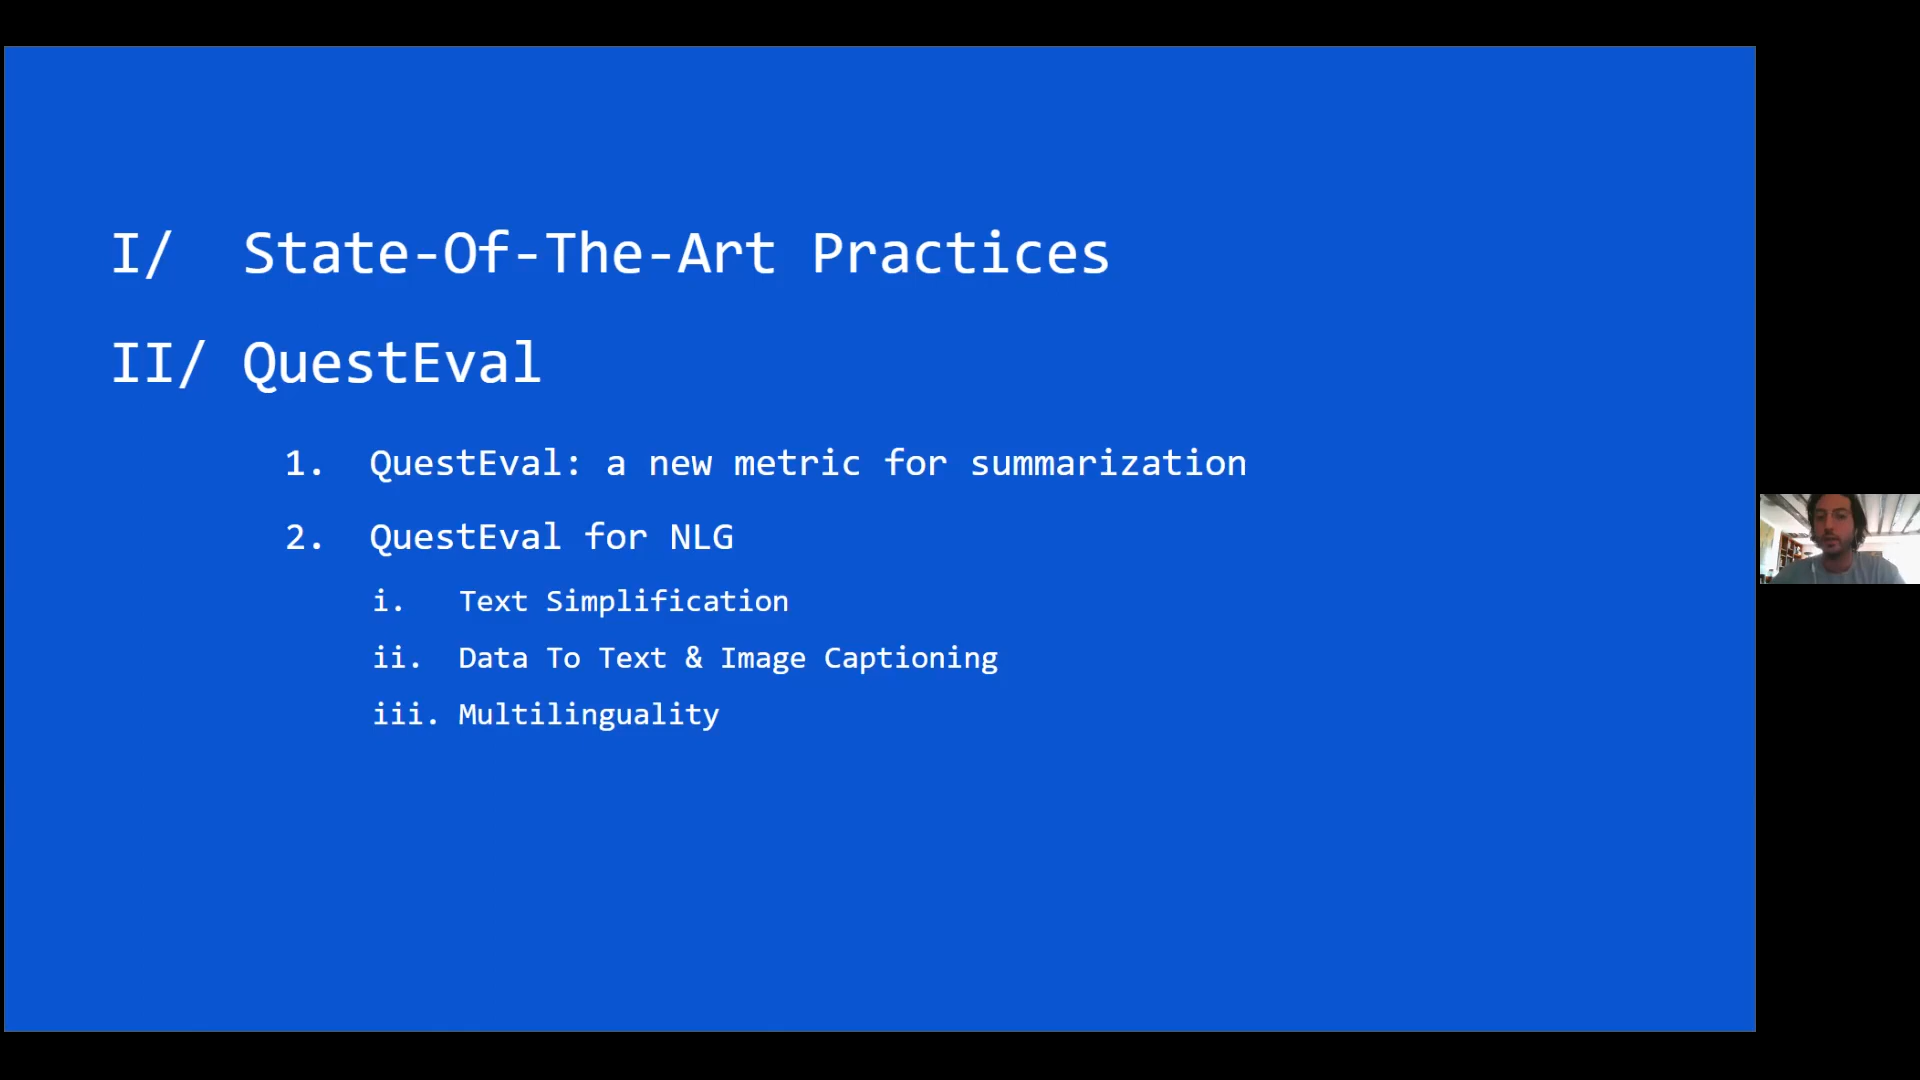 I/ State-Of-The-Art Practices
II/ QuestEval
1. QuestEval: a new metric for summarization
2. QuestEval for NLG
i. Text Simplification
ii. Data To Text & Image Captioning
iii. Multilinguality